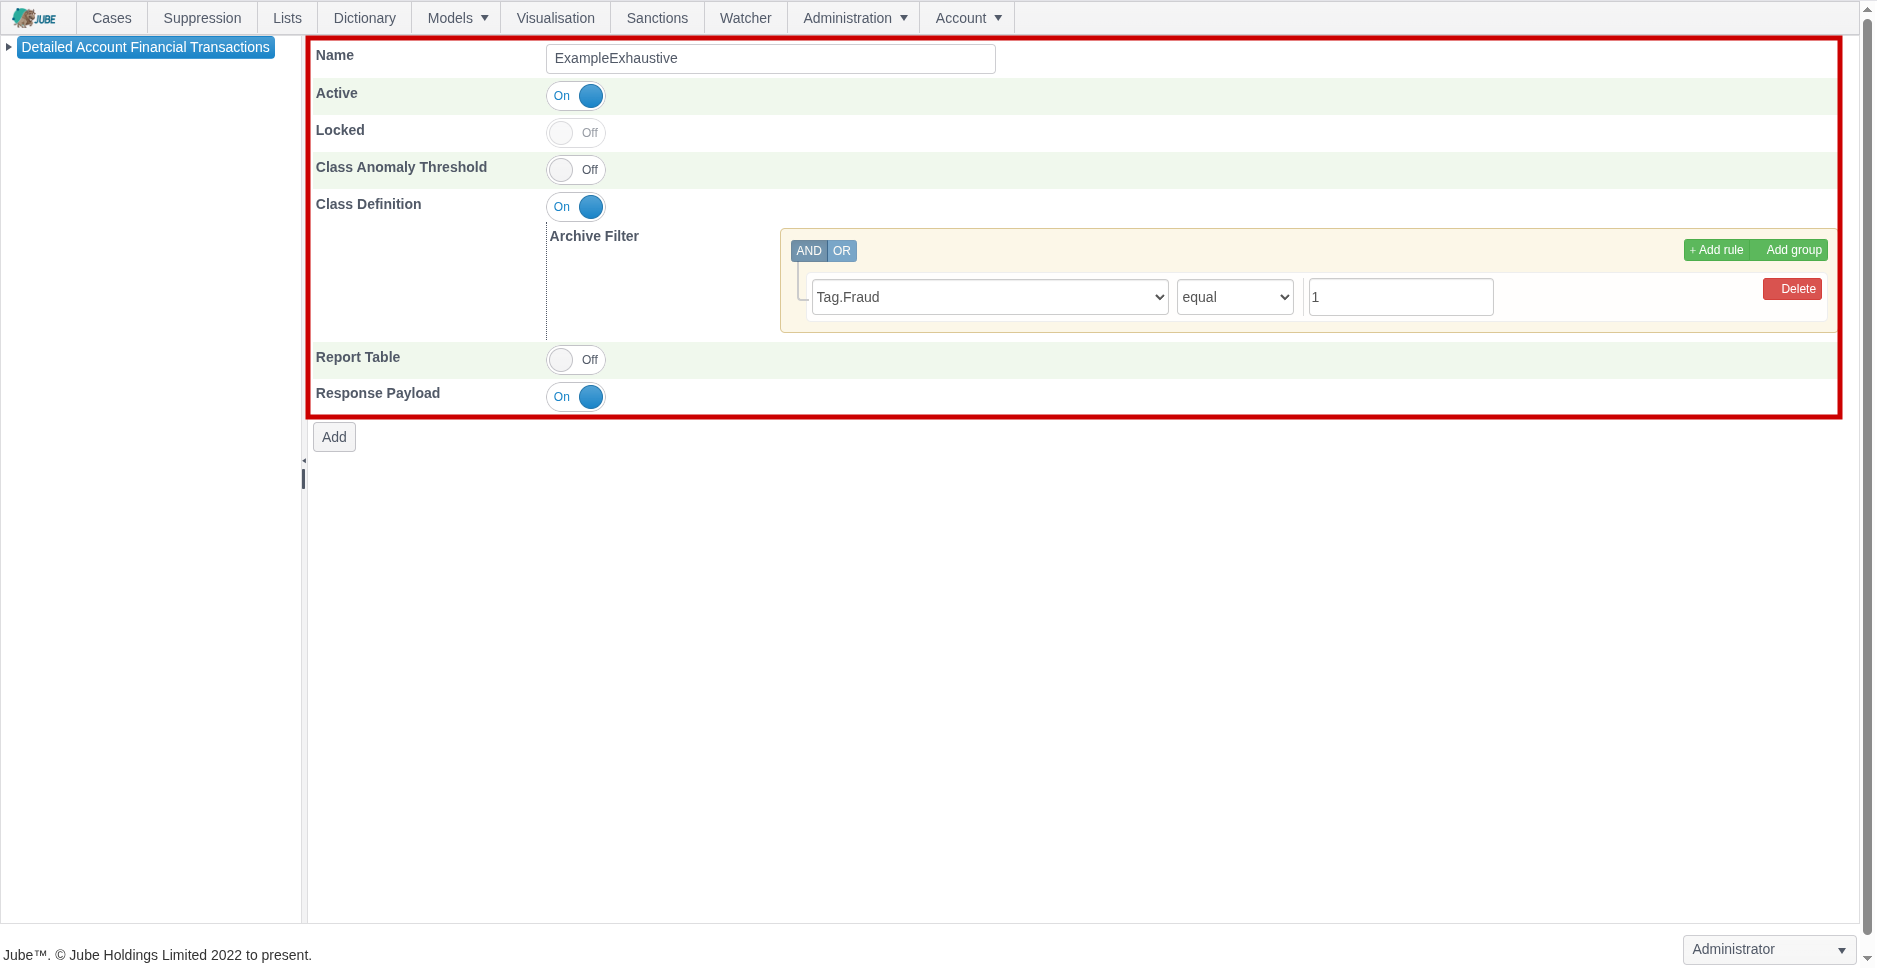 JUBE Cases Suppression Lists Dictionary Models Visualisation Sanctions Watcher Administration Account
Detailed Account Financial Transactions
Name ExampleExhaustive
Active On
Locked Off
Class Anomaly Threshold Off
Class Definition On
Archive Filter
AND OR + Add rule Add group
Tag.Fraud equal 1 Delete
Report Table Off
Response Payload On
Add
Jube™. © Jube Holdings Limited 2022 to present.
Administrator